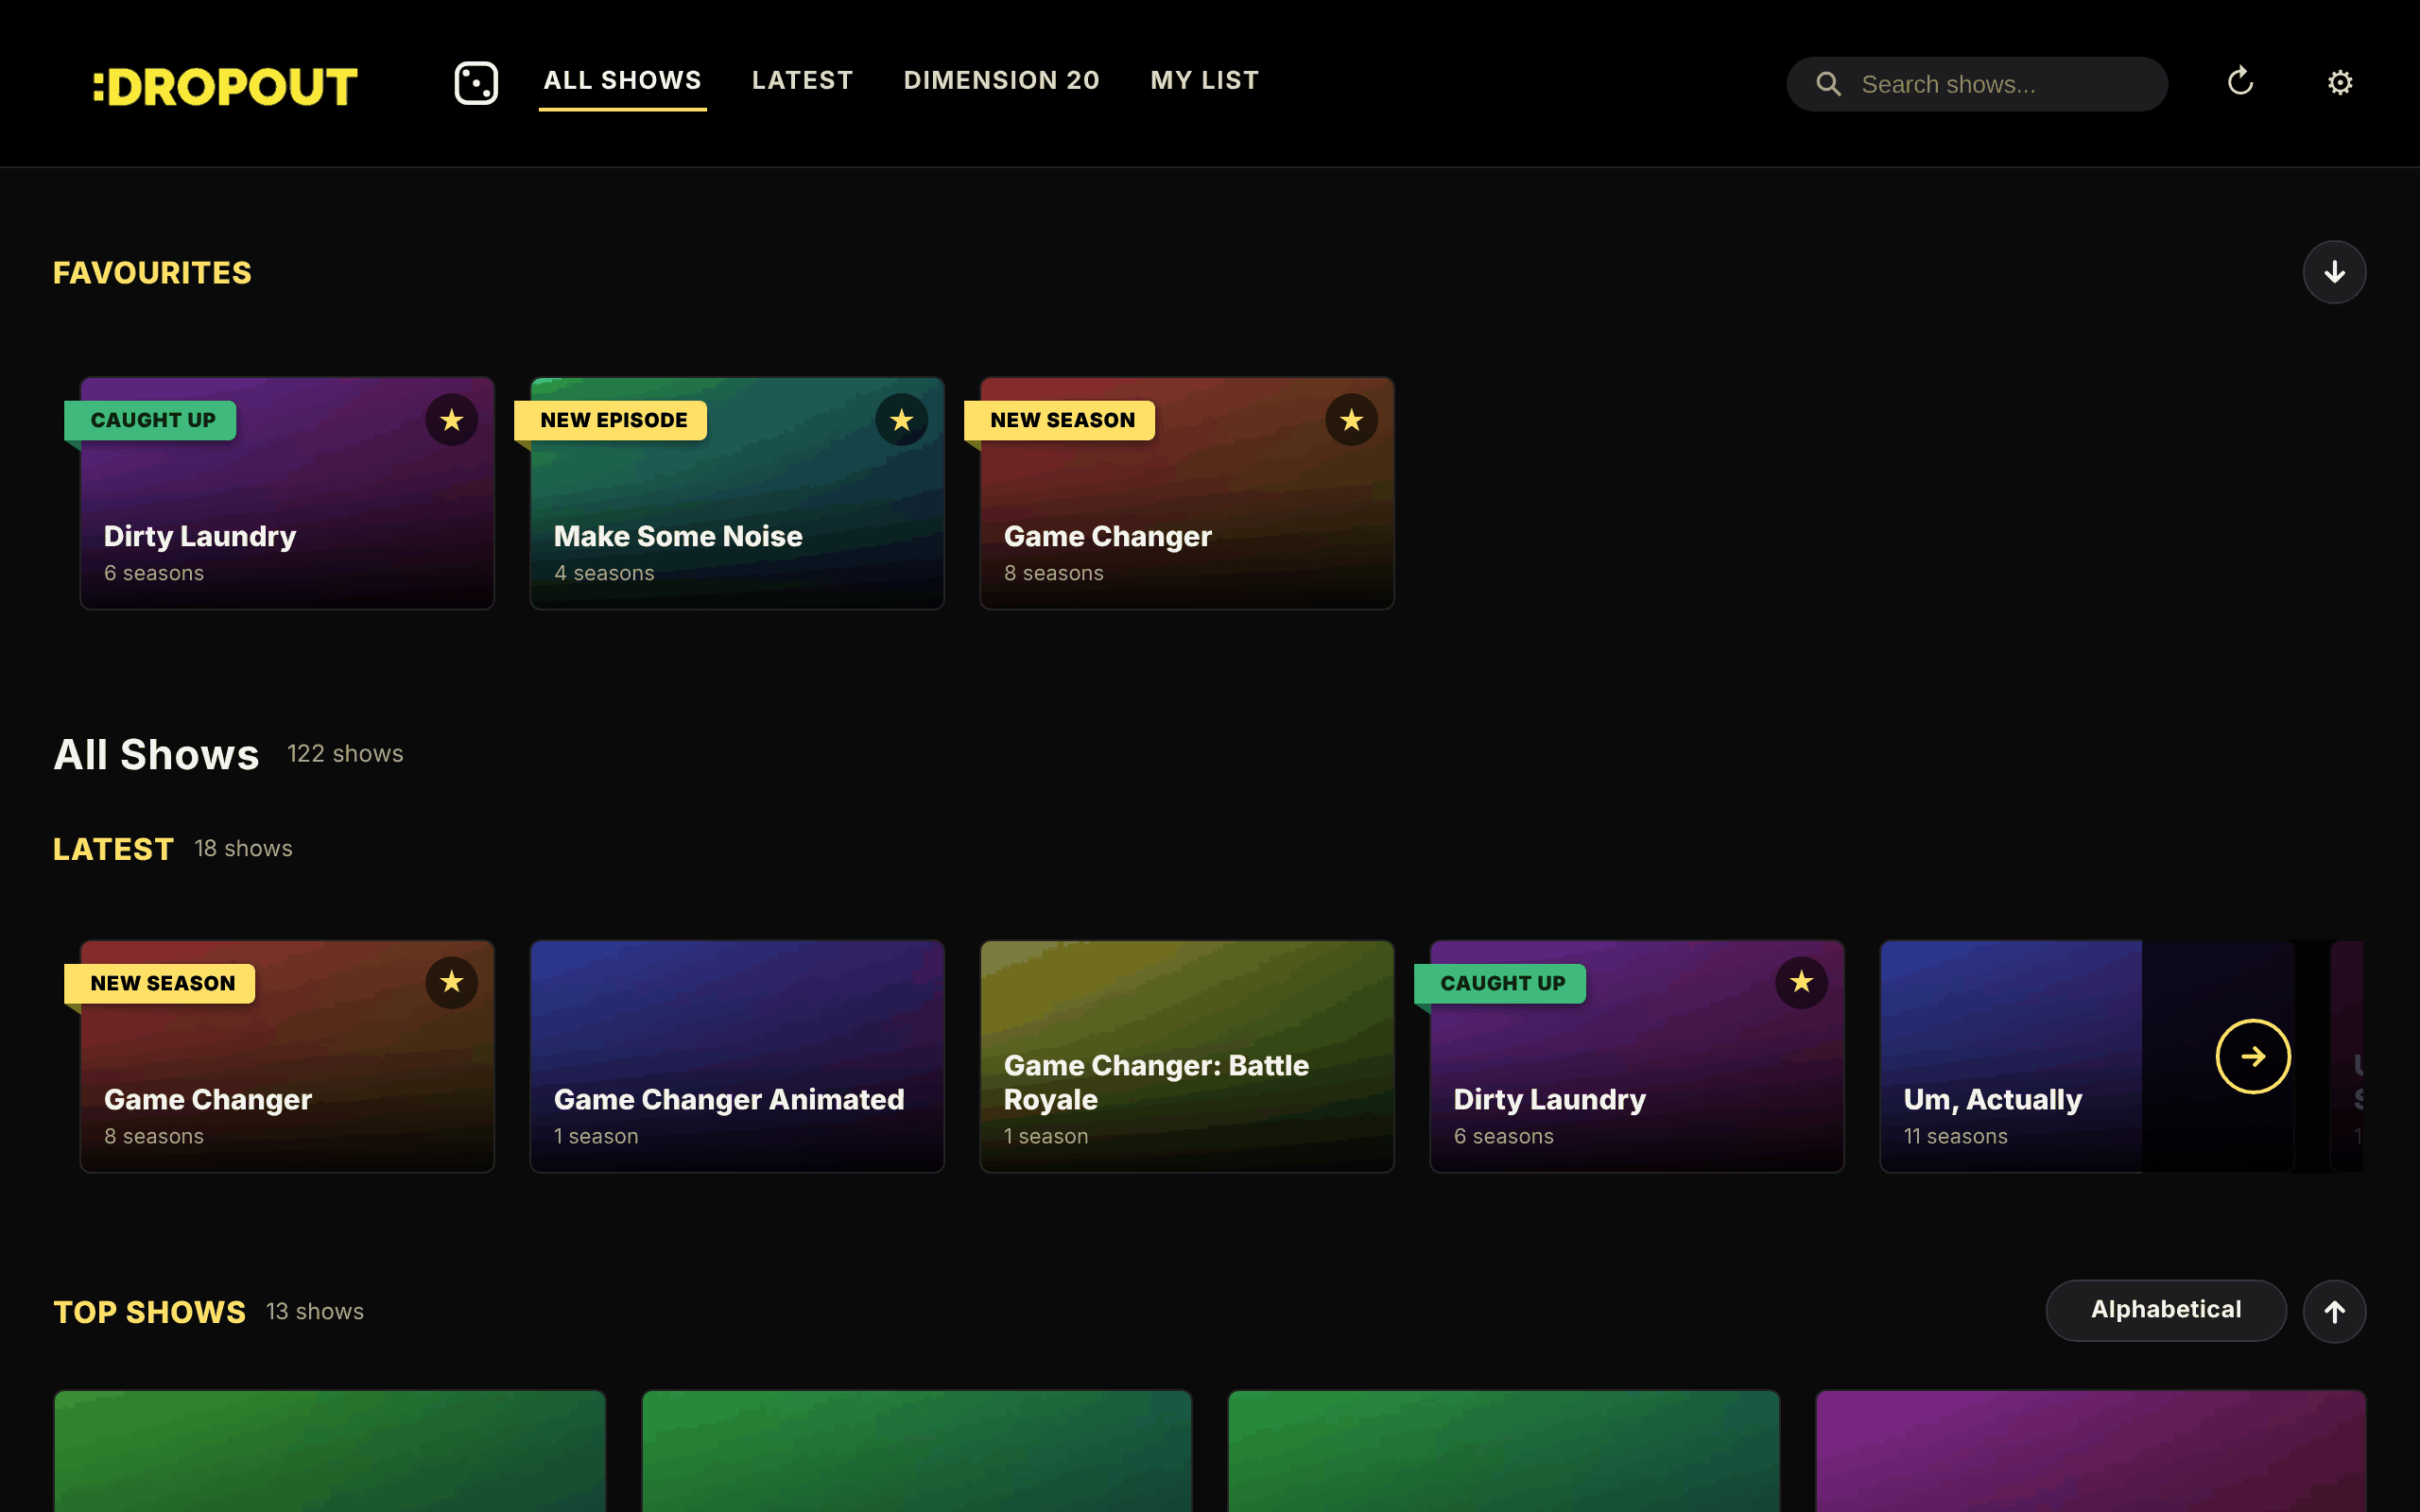 :DROPOUT
ALL SHOWS
LATEST
DIMENSION 20
MY LIST
Search shows...
FAVOURITES
CAUGHT UP
Dirty Laundry
6 seasons
NEW EPISODE
Make Some Noise
4 seasons
NEW SEASON
Game Changer
8 seasons
All Shows
122 shows
LATEST
18 shows
NEW SEASON
Game Changer
8 seasons
Game Changer Animated
1 season
Game Changer: Battle
Royale
1 season
CAUGHT UP
Dirty Laundry
6 seasons
Um, Actually
11 seasons
TOP SHOWS
13 shows
Alphabetical